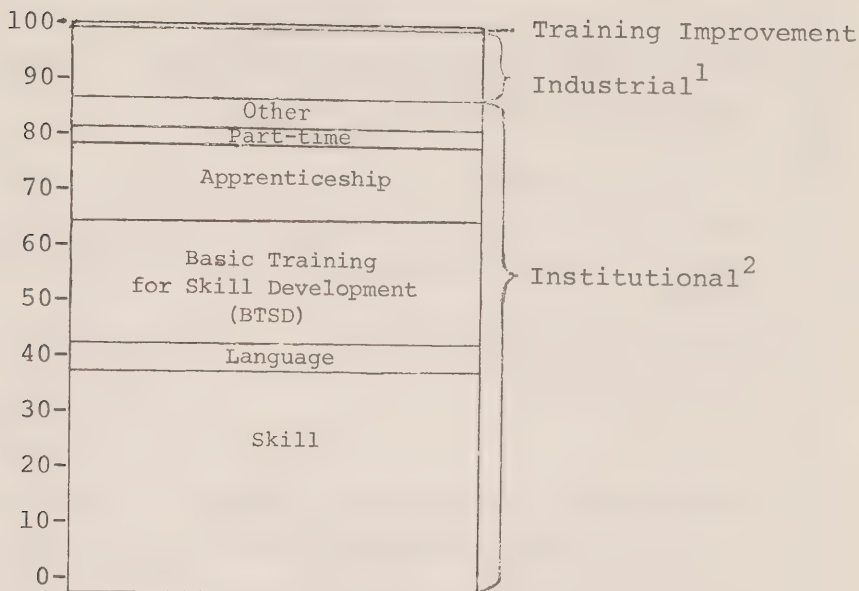 100- Training Improvement
90- Industrial1
Other
80- Part-time
70- Apprenticeship
60-
Basic Training
50- for Skill Development Institutional2
(BTSD)
40- Language
30-
Skill
20-
10-
0-